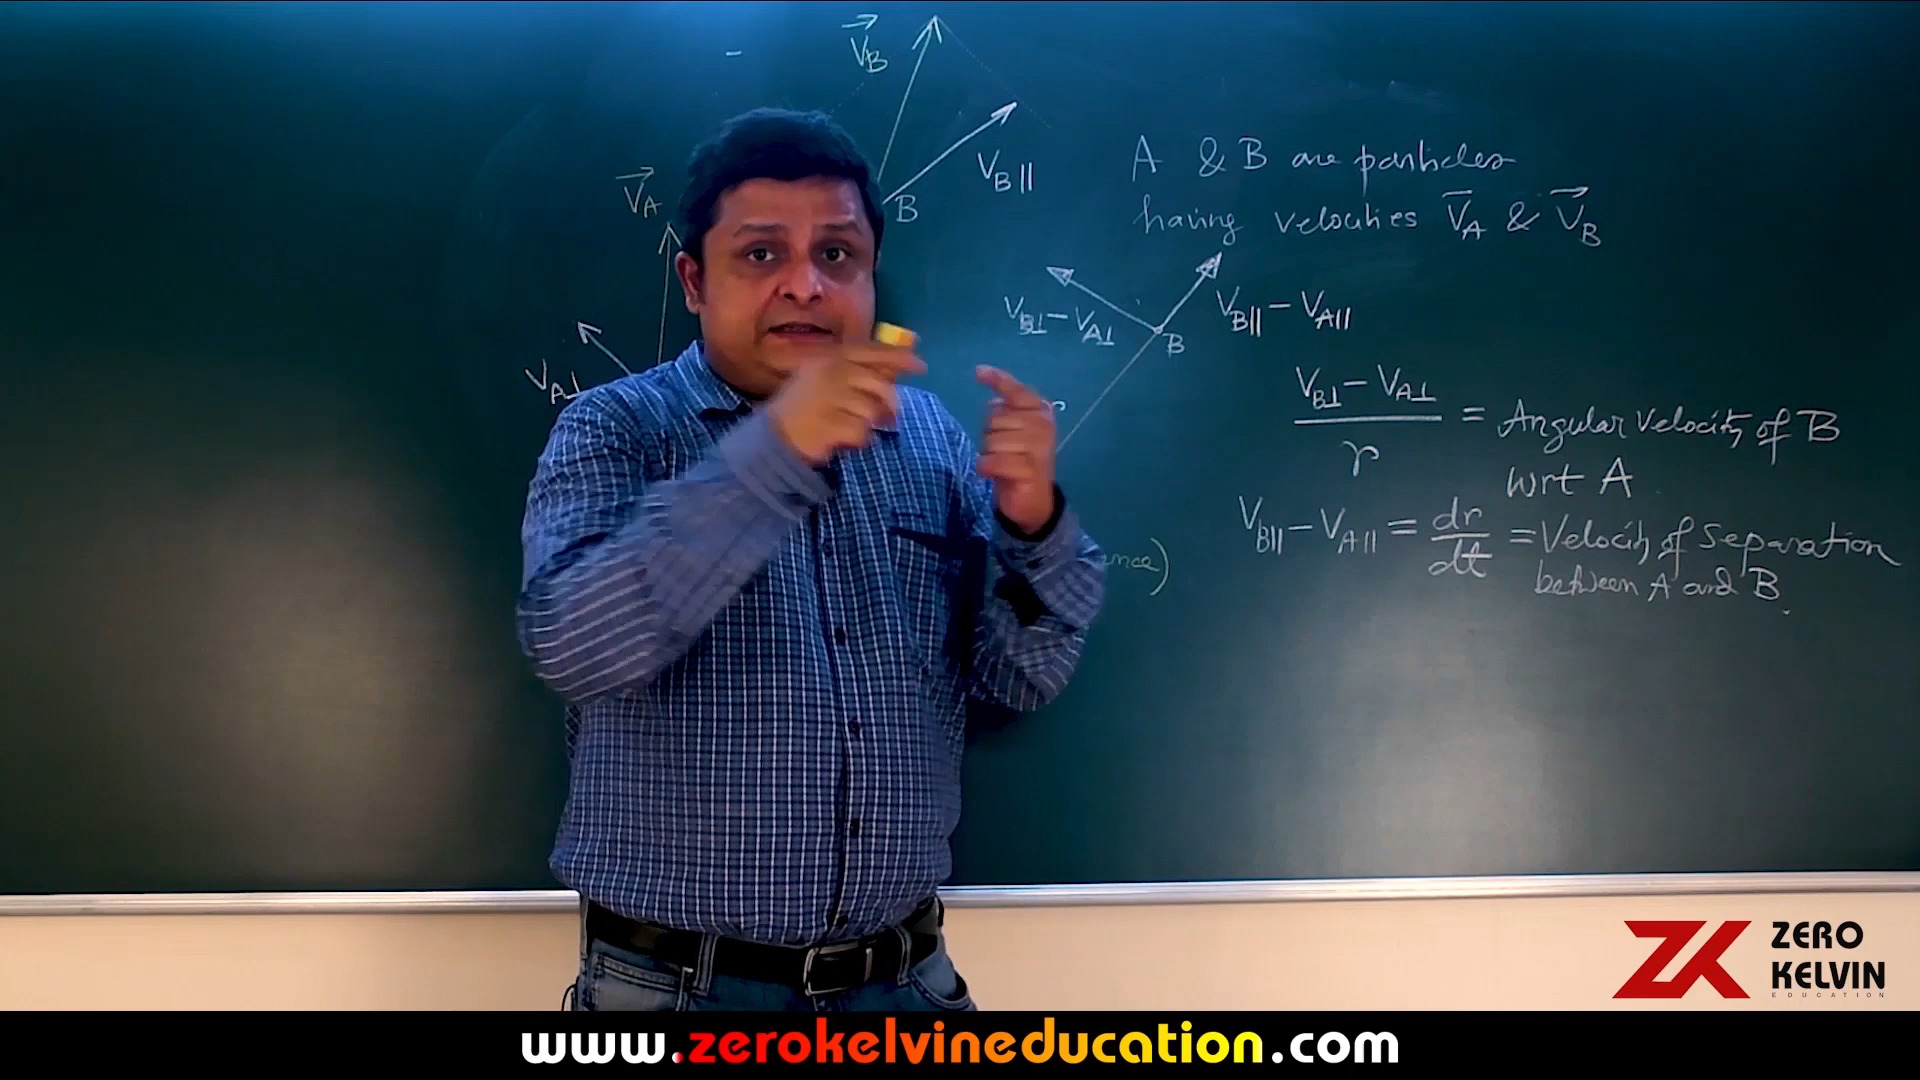 V⃗B
VB||
B
V⃗A
VA⊥
A & B are particles
having velocities V̅A & V⃗B
VB⊥ − VA⊥
VB|| − VA||
B
r
VB⊥ − VA⊥
r
= Angular velocity of B
wrt A
VB|| − VA|| = dr/dt = Velocity of separation
between A and B.
ZK ZERO
KELVIN
EDUCATION
www.zerokelvineducation.com